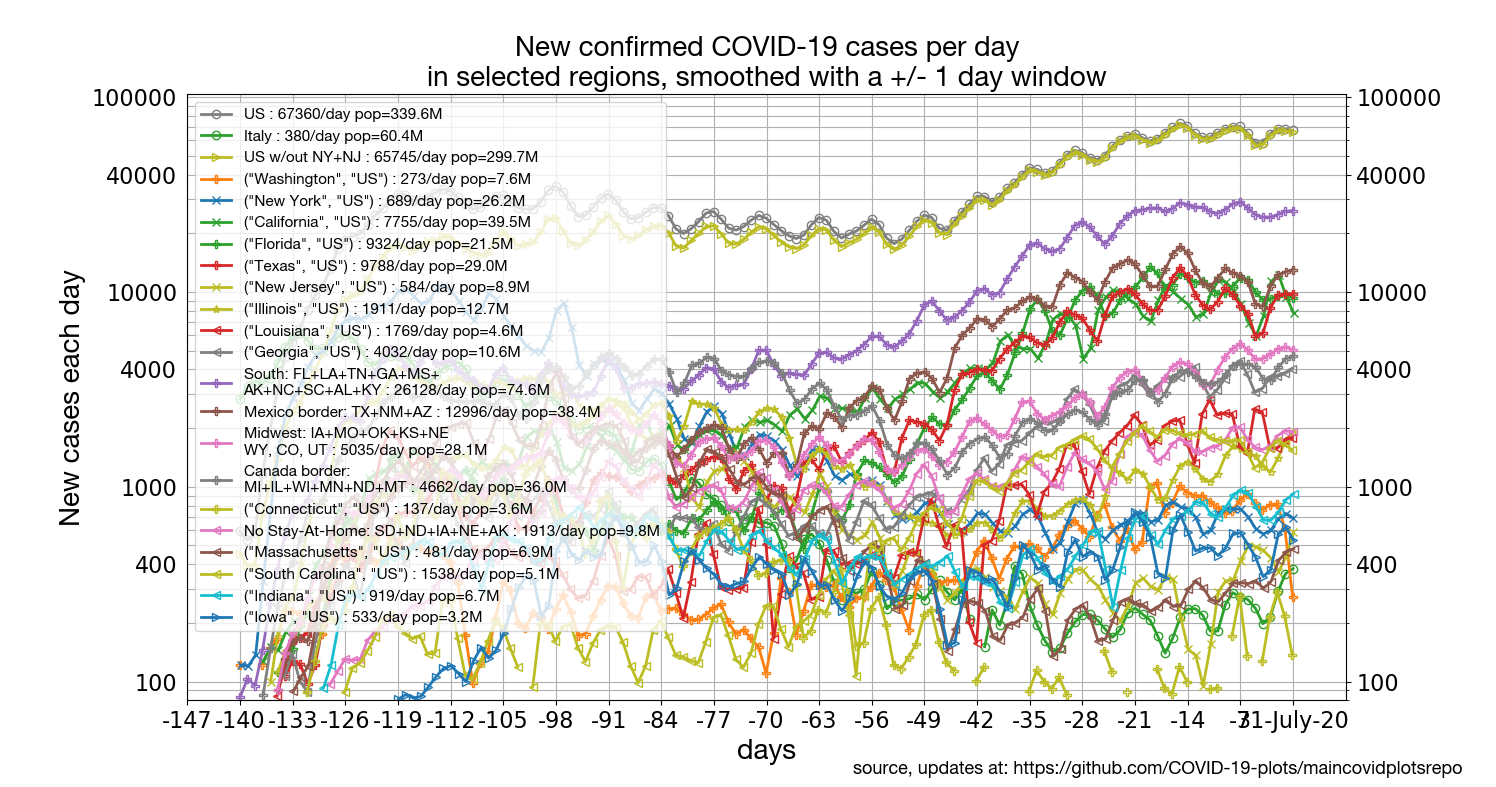 New confirmed COVID-19 cases per day
in selected regions, smoothed with a +/- 1 day window
100000
40000
10000
4000
1000
400
100
New cases each day
US : 67360/day pop=339.6M
Italy : 380/day pop=60.4M
US w/out NY+NJ : 65745/day pop=299.7M
("Washington", "US") : 273/day pop=7.6M
("New York", "US") : 689/day pop=26.2M
("California", "US") : 7755/day pop=39.5M
("Florida", "US") : 9324/day pop=21.5M
("Texas", "US") : 9788/day pop=29.0M
("New Jersey", "US") : 584/day pop=8.9M
("Illinois", "US") : 1911/day pop=12.7M
("Louisiana", "US") : 1769/day pop=4.6M
("Georgia", "US") : 4032/day pop=10.6M
South: FL+LA+TN+GA+MS+
AK+NC+SC+AL+KY : 26128/day pop=74.6M
Mexico border: TX+NM+AZ : 12996/day pop=38.4M
Midwest: IA+MO+OK+KS+NE
WY, CO, UT : 5035/day pop=28.1M
Canada border:
MI+IL+WI+MN+ND+MT : 4662/day pop=36.0M
("Connecticut", "US") : 137/day pop=3.6M
No Stay-At-Home: SD+ND+IA+NE+AK : 1913/day pop=9.8M
("Massachusetts", "US") : 481/day pop=6.9M
("South Carolina", "US") : 1538/day pop=5.1M
("Indiana", "US") : 919/day pop=6.7M
("Iowa", "US") : 533/day pop=3.2M
100000
40000
10000
4000
1000
400
100
-147 -140 -133 -126 -119 -112 -105 -98 -91 -84 -77 -70 -63 -56 -49 -42 -35 -28 -21 -14 -7 31-July-20
days
source, updates at: https://github.com/COVID-19-plots/maincovidplotsrepo